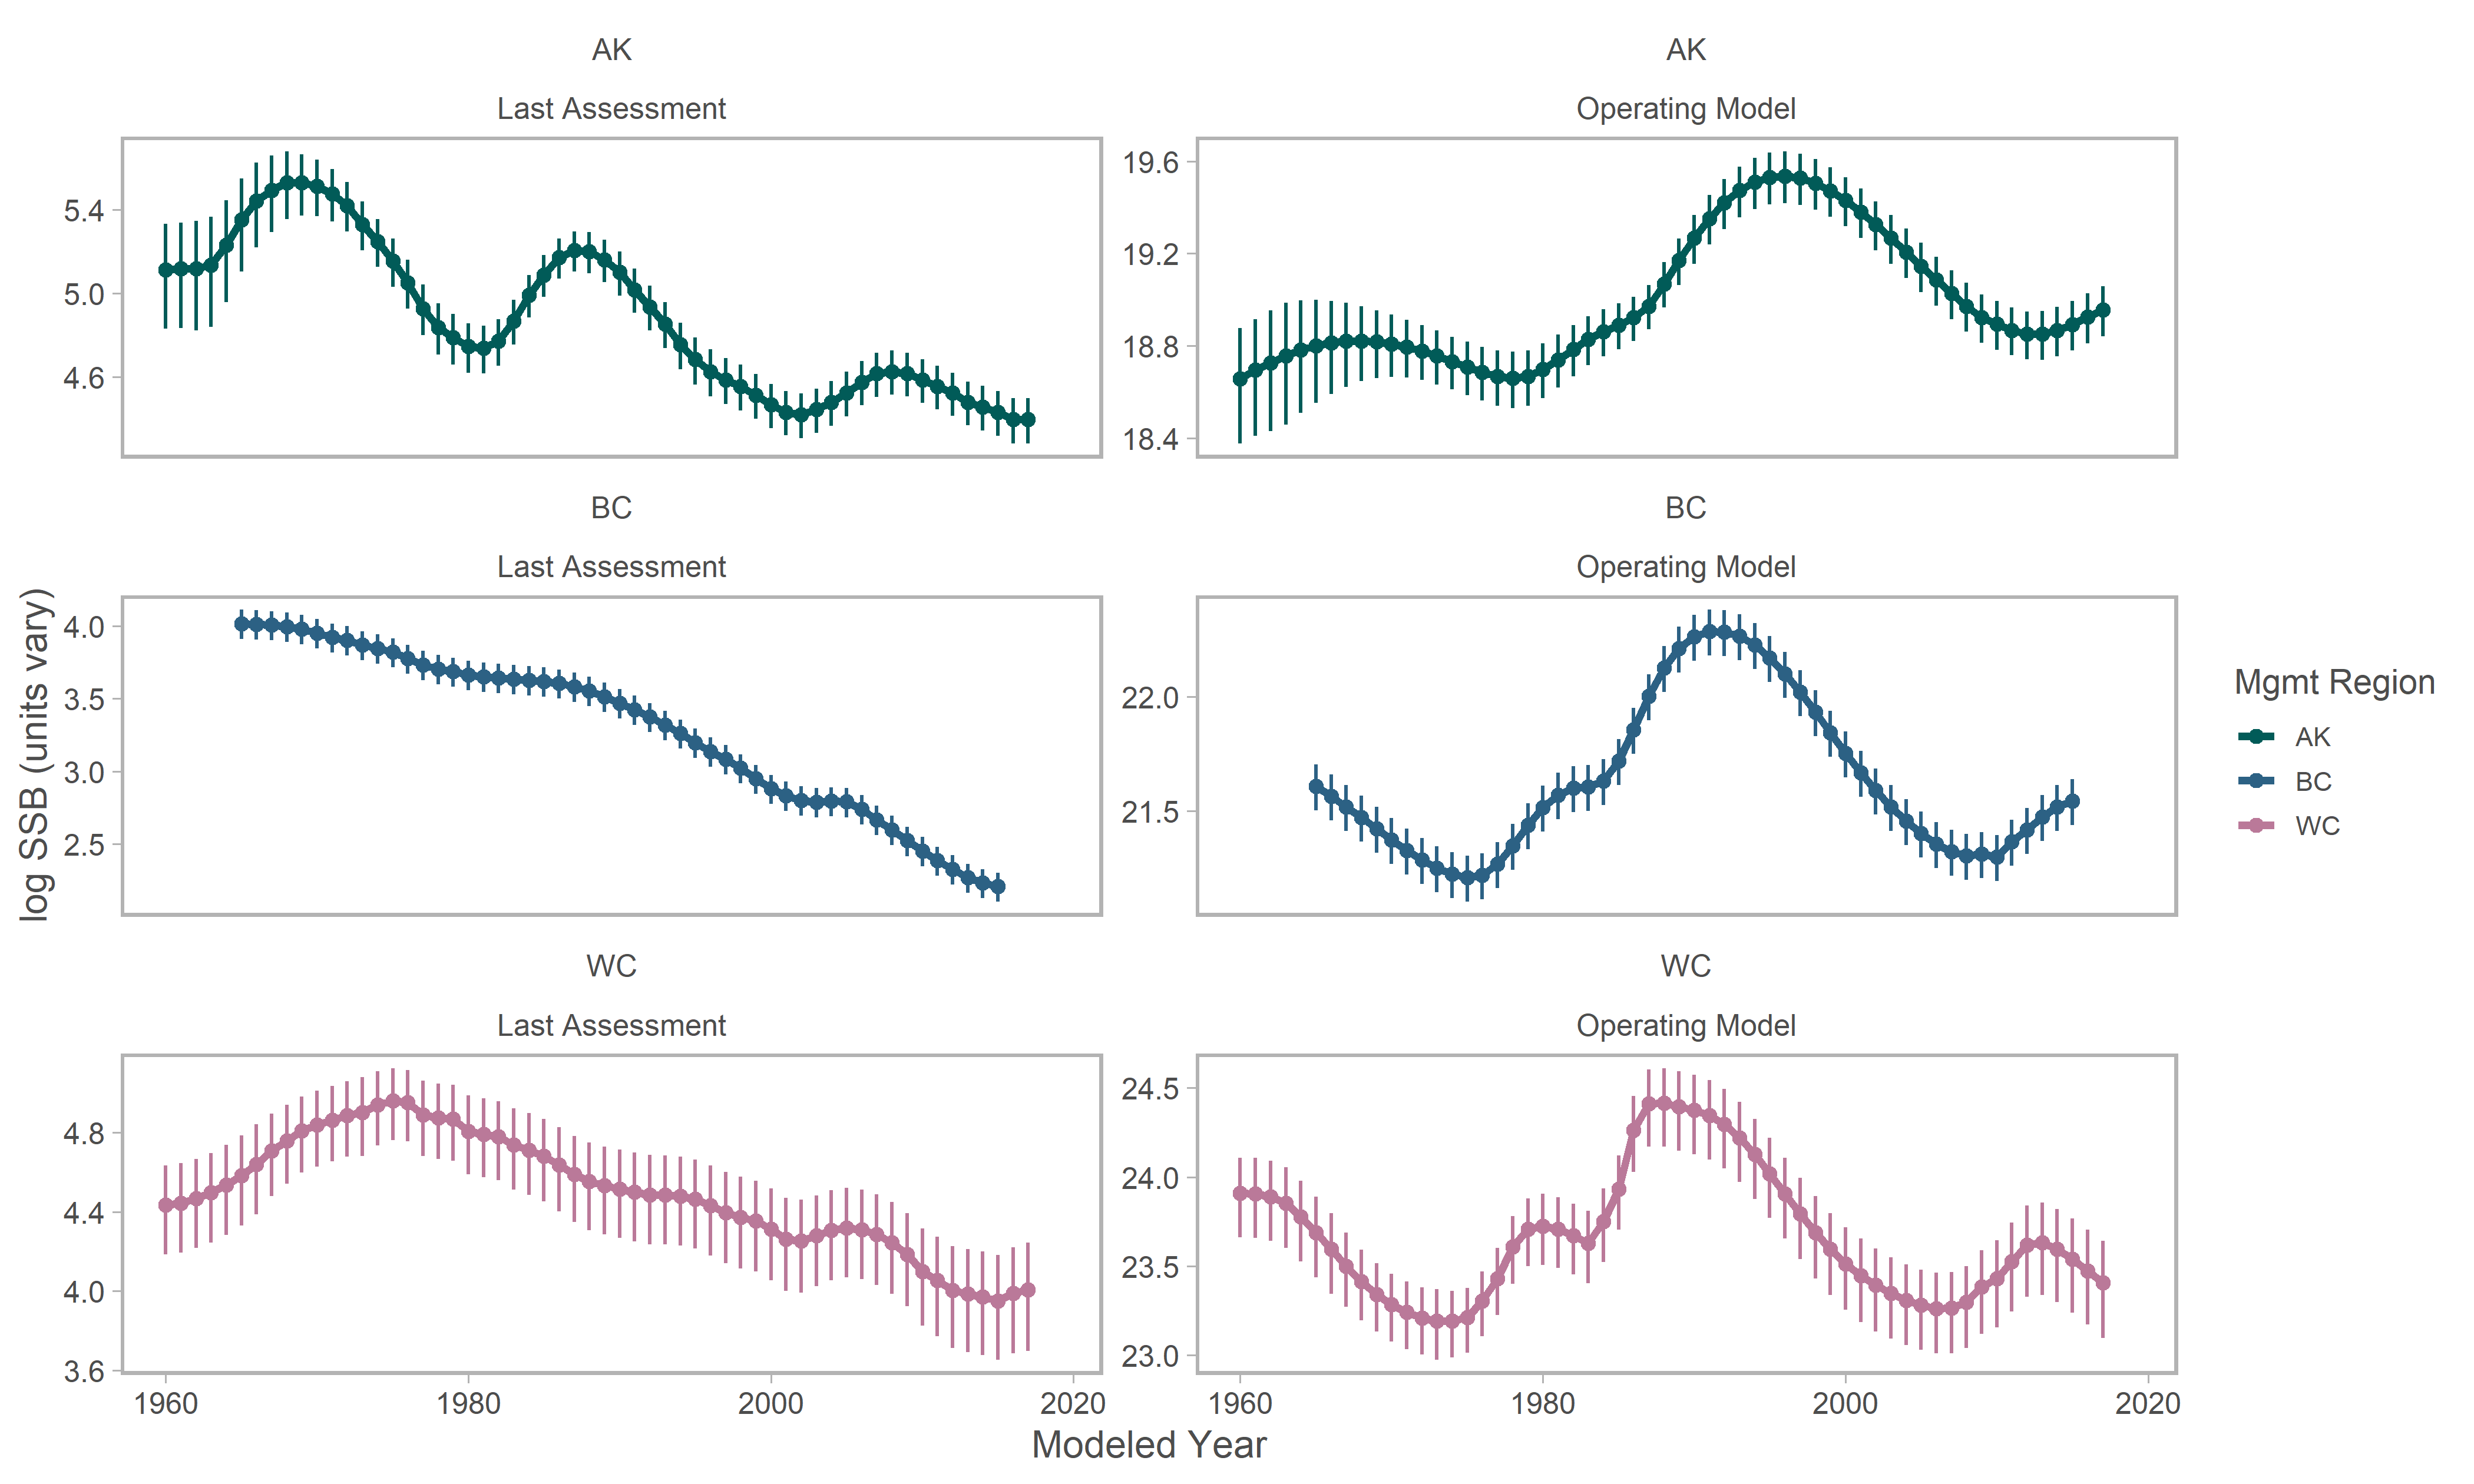 AK
Last Assessment
5.4
5.0
4.6
AK
Operating Model
19.6
19.2
18.8
18.4
BC
Last Assessment
4.0
3.5
3.0
2.5
BC
Operating Model
22.0
21.5
WC
Last Assessment
4.8
4.4
4.0
3.6
1960 1980 2000 2020
WC
Operating Model
24.5
24.0
23.5
23.0
1960 1980 2000 2020
log SSB (units vary)
Modeled Year
Mgmt Region
AK
BC
WC